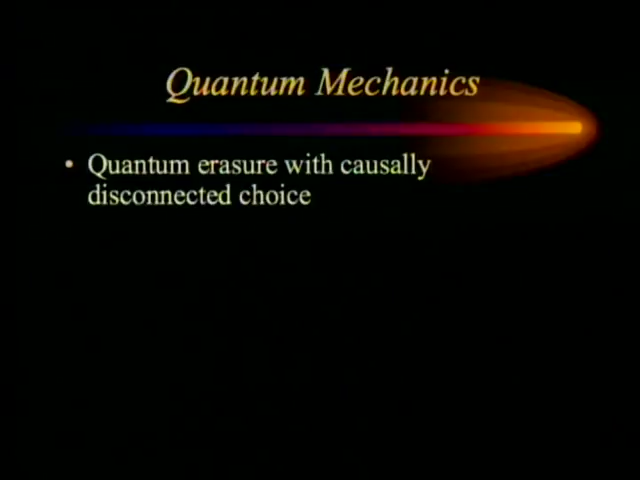 Quantum Mechanics
• Quantum erasure with causally
disconnected choice